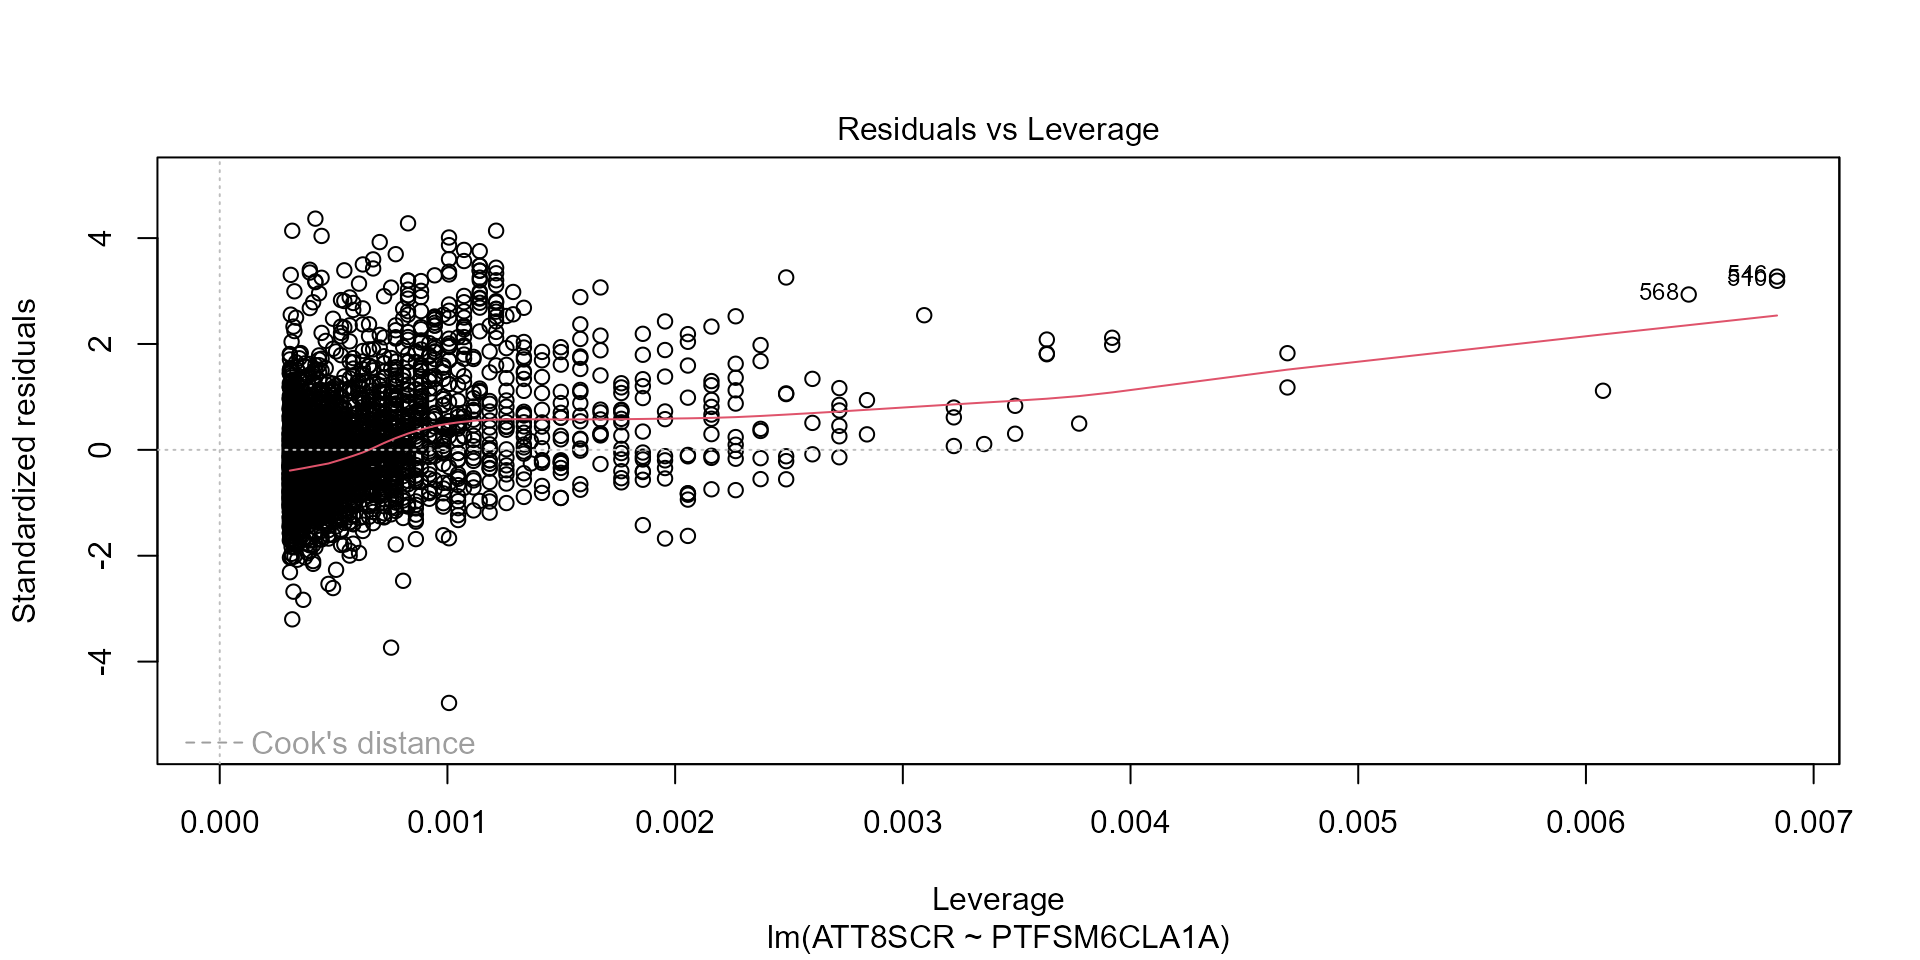 Residuals vs Leverage
Standardized residuals
4
2
0
-2
-4
546
568
Cook's distance
0.000 0.001 0.002 0.003 0.004 0.005 0.006 0.007
Leverage
lm(ATT8SCR ~ PTFSM6CLA1A)